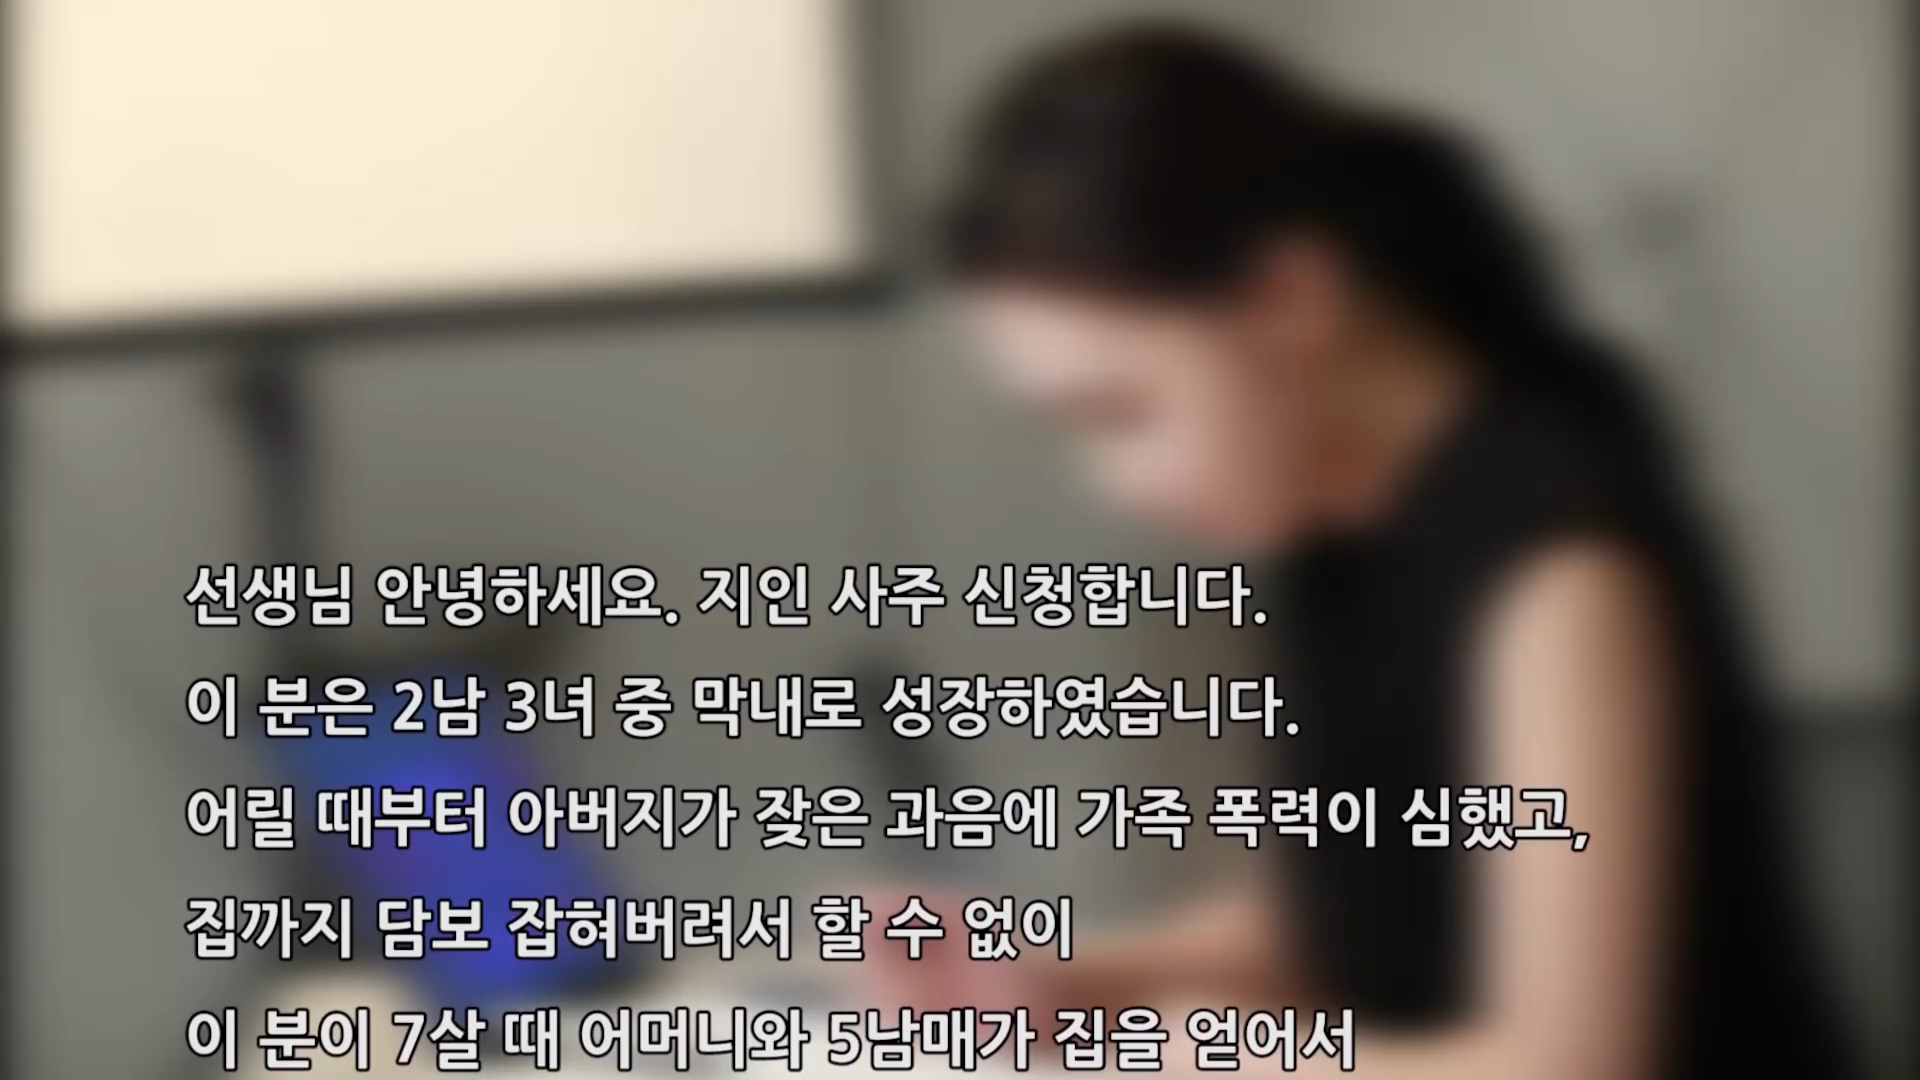 선생님 안녕하세요. 지인 사주 신청합니다.
이 분은 2남 3녀 중 막내로 성장하였습니다.
어릴 때부터 아버지가 잦은 과음에 가족 폭력이 심했고,
집까지 담보 잡혀버려서 할 수 없이
이 분이 7살 때 어머니와 5남매가 집을 얻어서